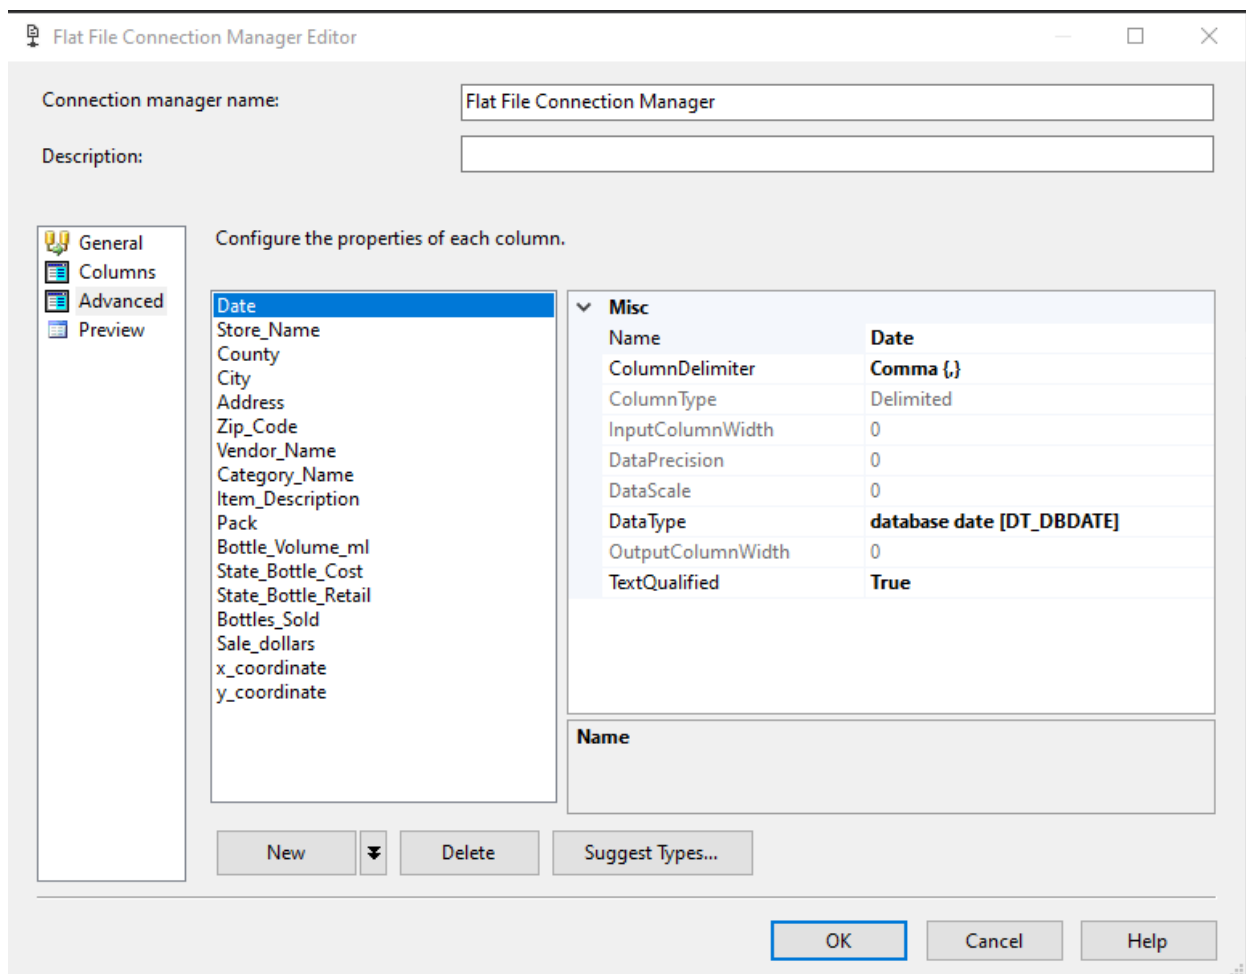 Flat File Connection Manager Editor
Connection manager name:
Flat File Connection Manager
Description:
General
Columns
Advanced
Preview
Configure the properties of each column.
Date
Store_Name
County
City
Address
Zip_Code
Vendor_Name
Category_Name
Item_Description
Pack
Bottle_Volume_ml
State_Bottle_Cost
State_Bottle_Retail
Bottles_Sold
Sale_dollars
x_coordinate
y_coordinate
Misc
Name Date
ColumnDelimiter Comma {,}
ColumnType Delimited
InputColumnWidth 0
DataPrecision 0
DataScale 0
DataType database date [DT_DBDATE]
OutputColumnWidth 0
TextQualified True
Name
New
Delete
Suggest Types...
OK
Cancel
Help